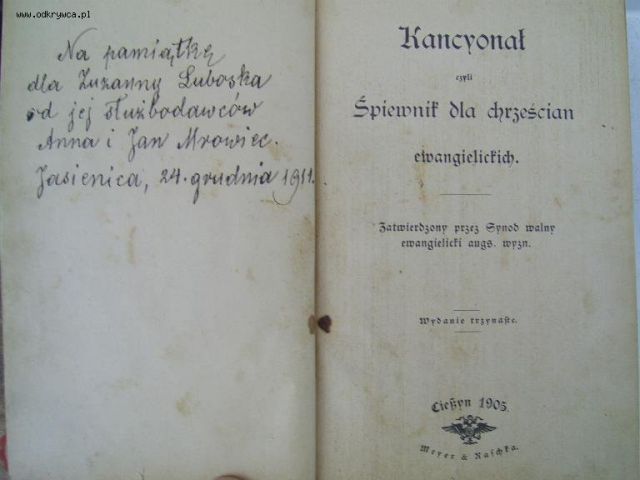 www.odkrywca.pl
Na pamiątkę
dla Zuzanny Luboska
od jej służbodawców
Anna i Jan Mrowiec.
Jasienica, 24. grudnia 1911.
Kancyonał
czyli
Śpiewnik dla chrześcian
ewangielickich.
Zatwierdzony przez Synod walny
ewangielicki augs. wyzn.
Wydanie trzynaste.
Cieszyn 1905.
Meyer & Raschka.